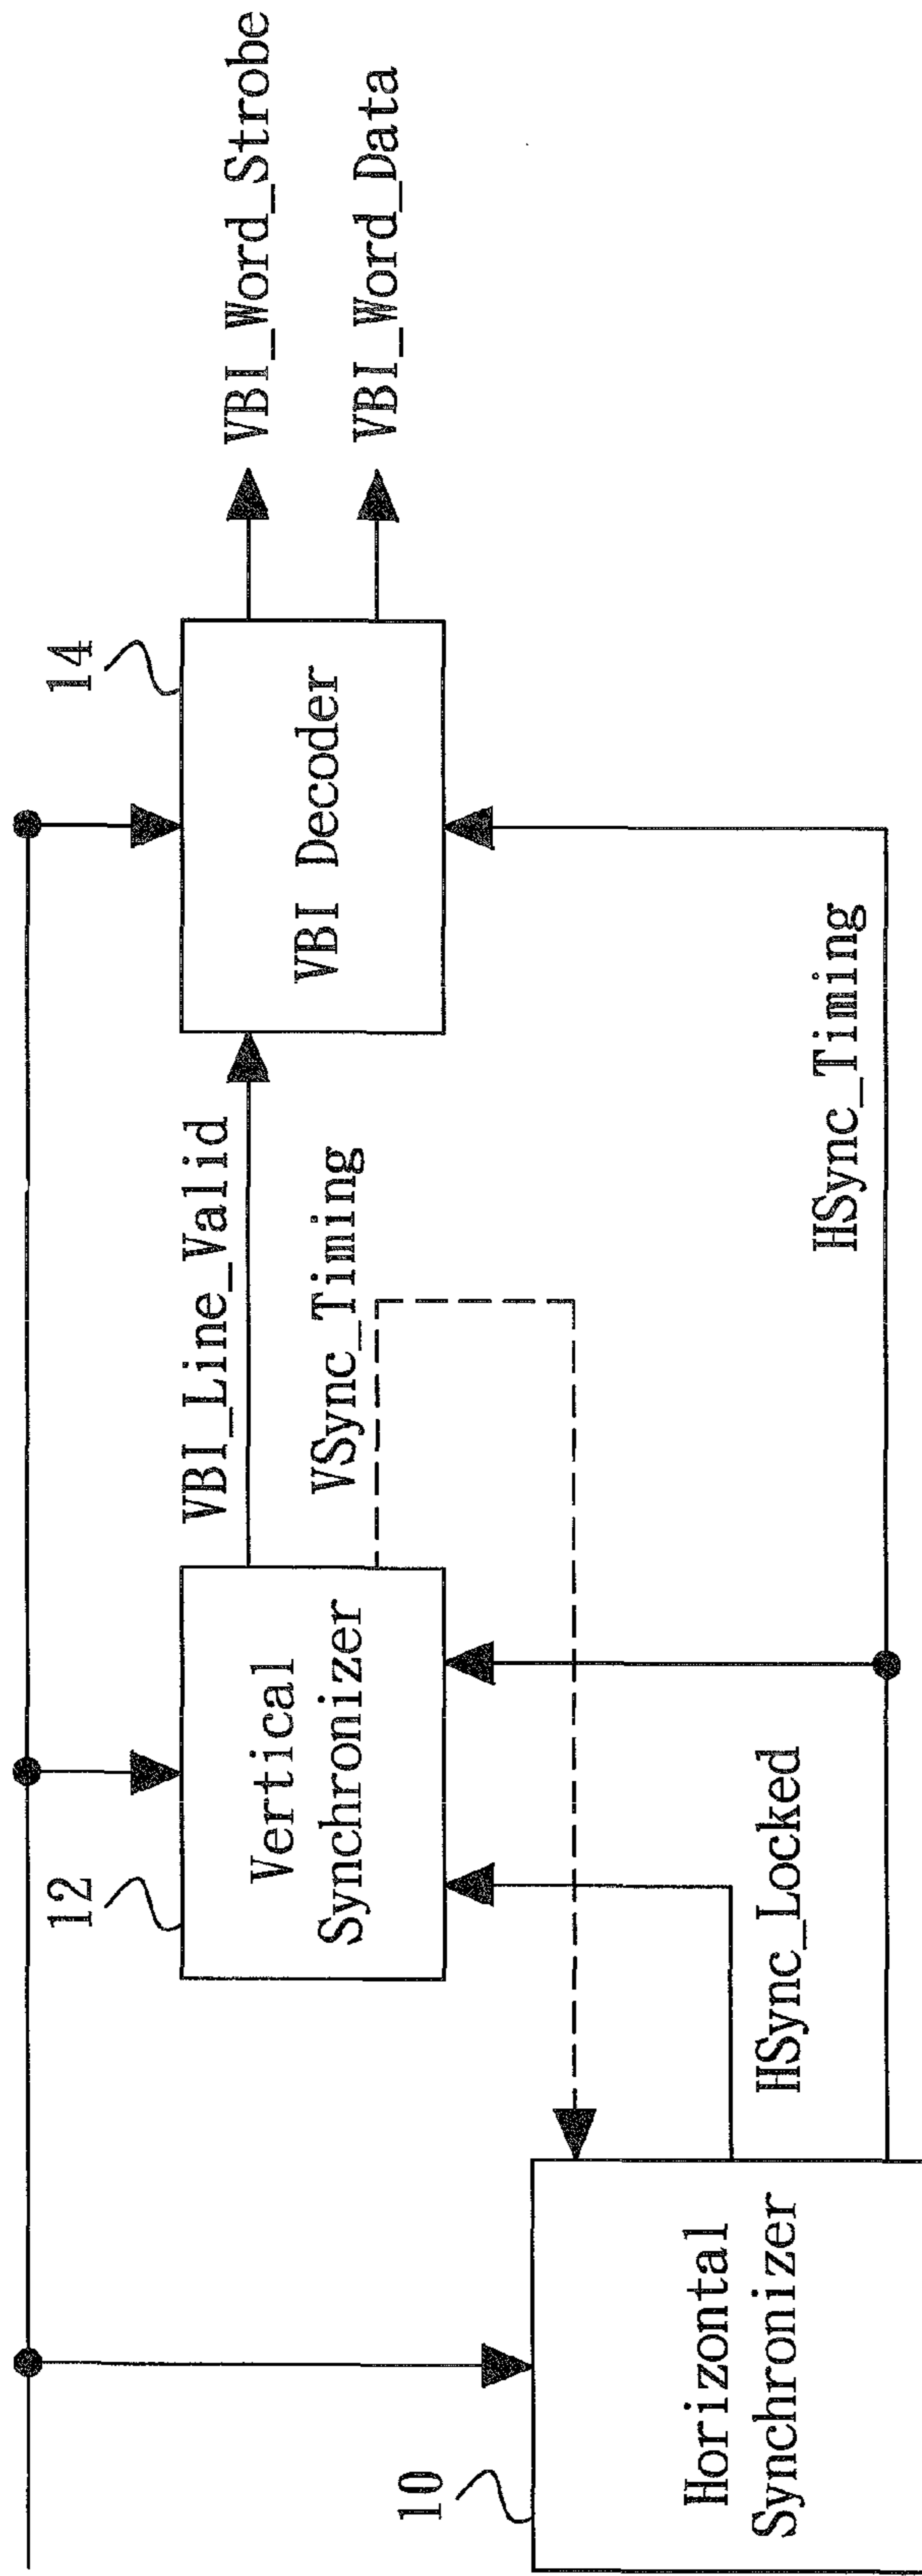 10
Horizontal
Synchronizer
12
Vertical
Synchronizer
HSync_Locked
VBI_Line_Valid
VSync_Timing
14
VBI Decoder
HSync_Timing
VBI_Word_Strobe
VBI_Word_Data